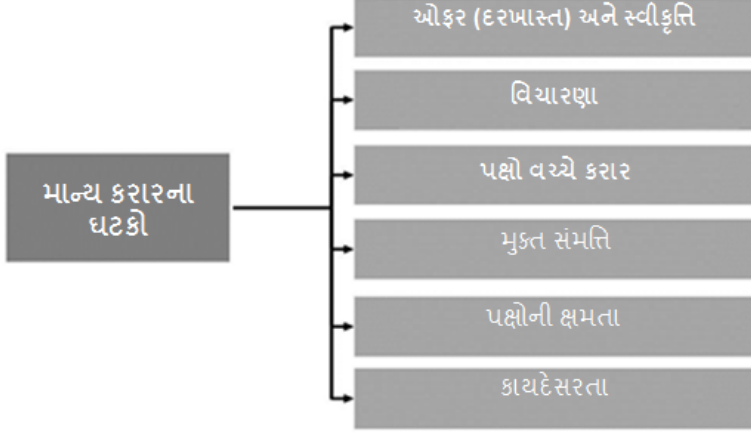 માન્ય કરારના
ઘટકો
ઓફર (દરખાસ્ત) અને સ્વીકૃત્તિ
વિચારણા
પક્ષો વચ્ચે કરાર
મુક્ત સંમત્તિ
પક્ષોની ક્ષમતા
કાયદેસરતા